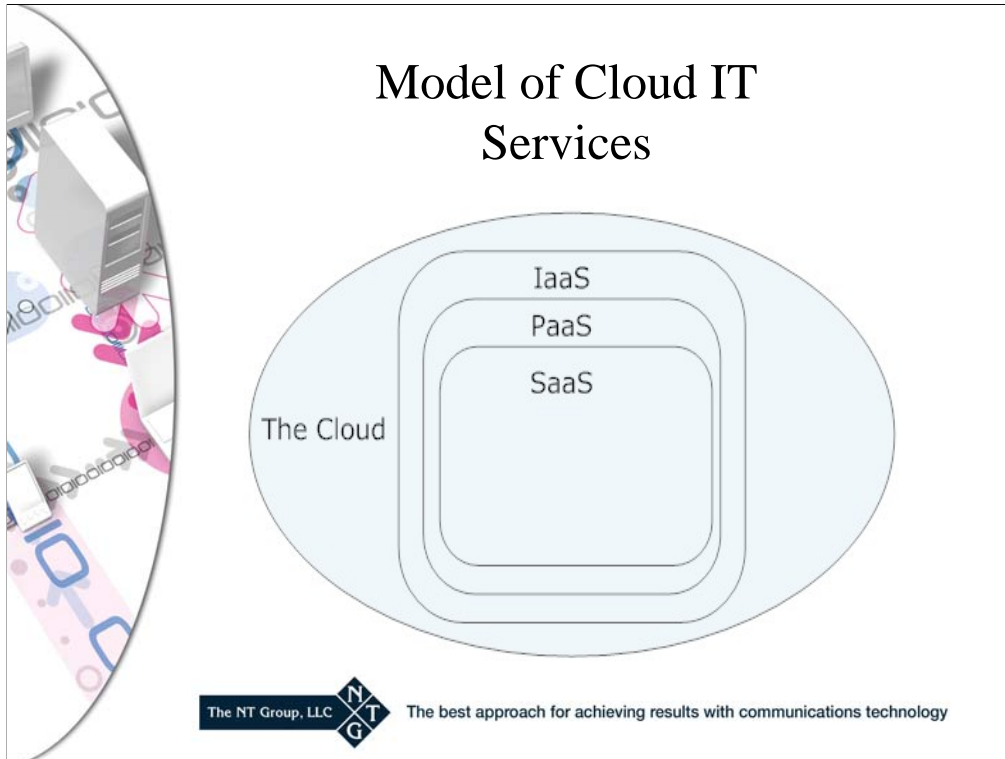 Model of Cloud IT
Services
IaaS
PaaS
SaaS
The Cloud
The NT Group, LLC
N
T
G
The best approach for achieving results with communications technology